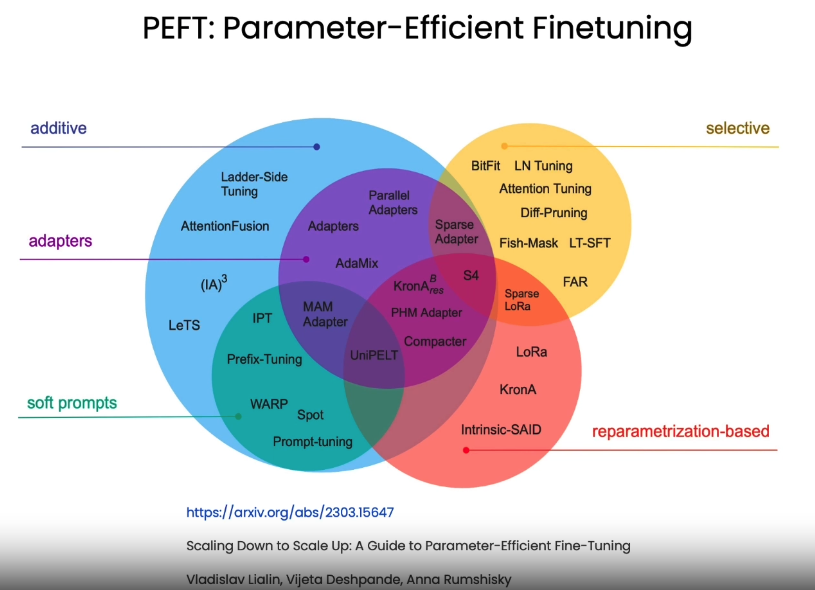 PEFT: Parameter-Efficient Finetuning
additive
selective
adapters
soft prompts
reparametrization-based
Ladder-Side
Tuning
AttentionFusion
(IA)³
LeTS
Parallel
Adapters
Adapters
AdaMix
MAM
Adapter
IPT
Prefix-Tuning
WARP
Spot
Prompt-tuning
UniPELT
KronA^B_res
PHM Adapter
Compacter
Sparse
Adapter
S4
BitFit
LN Tuning
Attention Tuning
Diff-Pruning
Fish-Mask
LT-SFT
FAR
Sparse
LoRa
LoRa
KronA
Intrinsic-SAID
https://arxiv.org/abs/2303.15647
Scaling Down to Scale Up: A Guide to Parameter-Efficient Fine-Tuning
Vladislav Lialin, Vijeta Deshpande, Anna Rumshisky